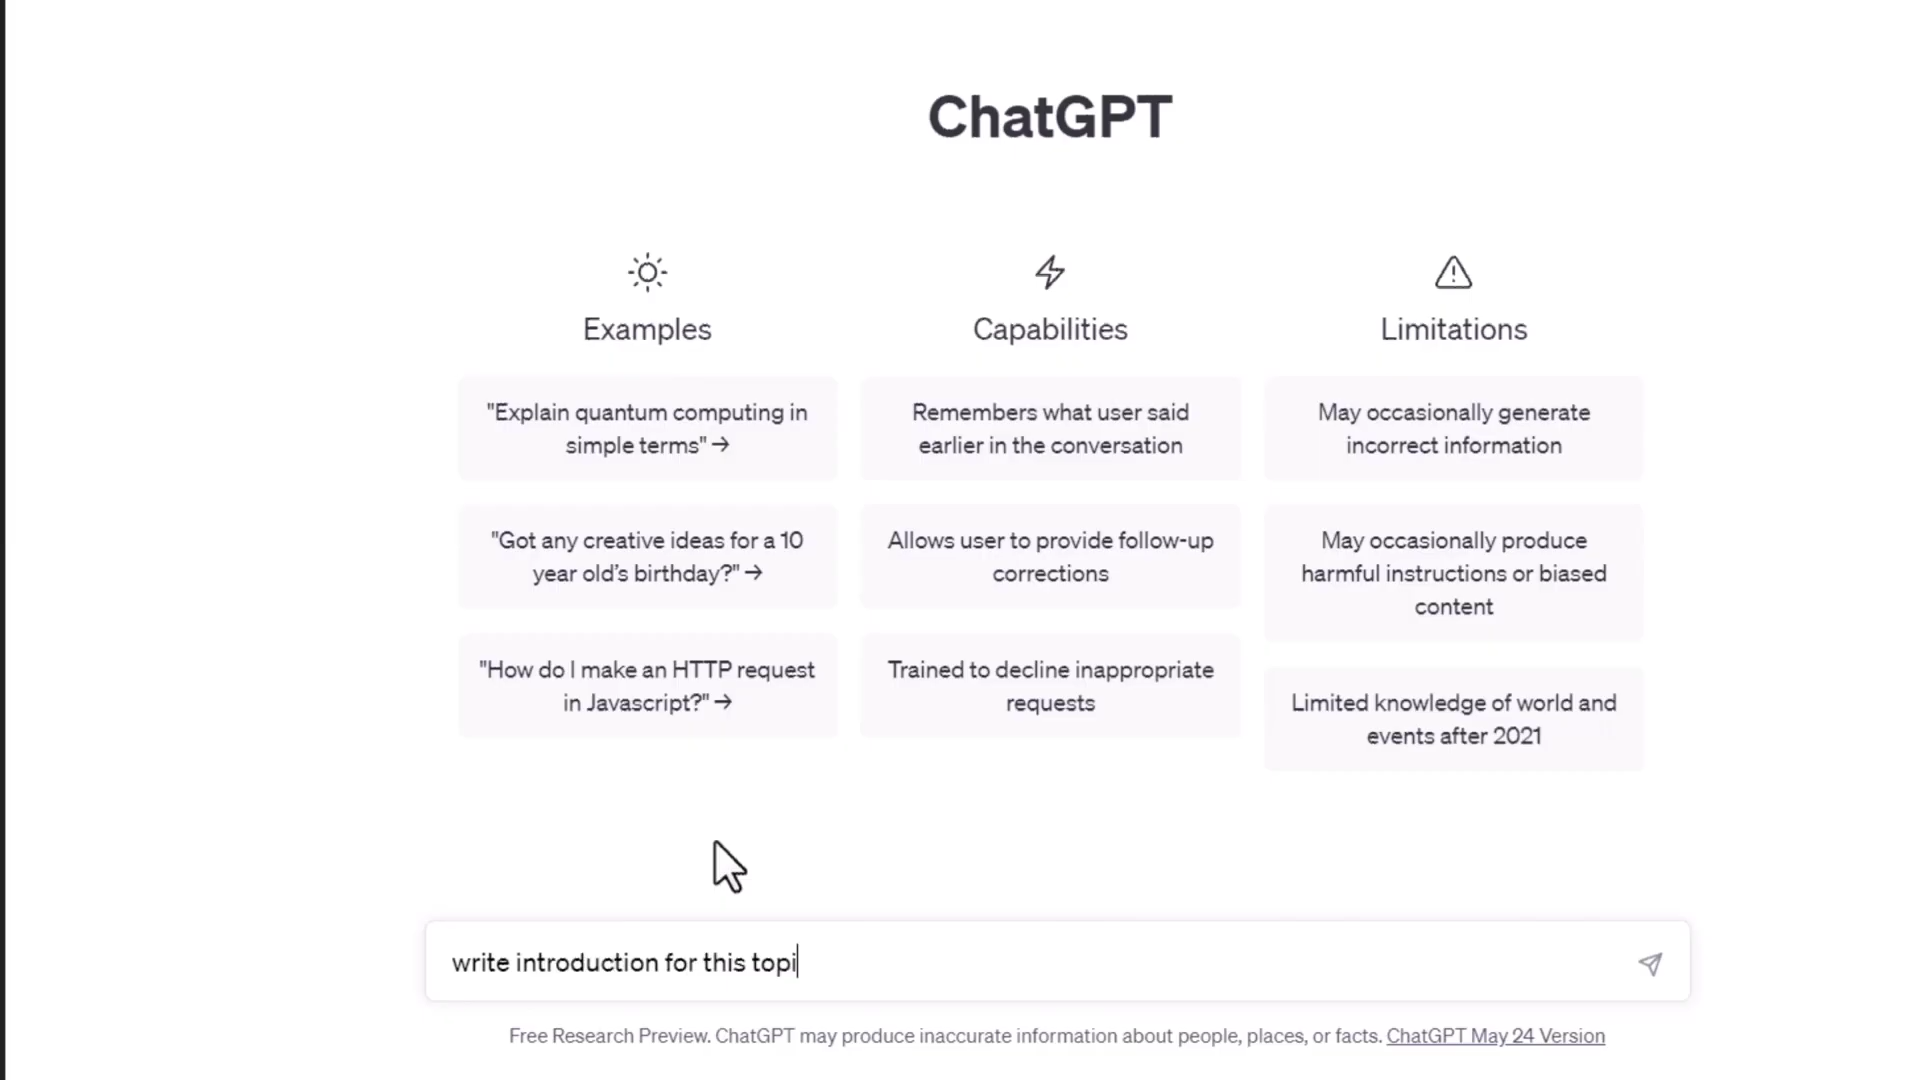 ChatGPT
Examples
"Explain quantum computing in
simple terms" →
"Got any creative ideas for a 10
year old's birthday?" →
"How do I make an HTTP request
in Javascript?" →
Capabilities
Remembers what user said
earlier in the conversation
Allows user to provide follow-up
corrections
Trained to decline inappropriate
requests
Limitations
May occasionally generate
incorrect information
May occasionally produce
harmful instructions or biased
content
Limited knowledge of world and
events after 2021
write introduction for this topi
Free Research Preview. ChatGPT may produce inaccurate information about people, places, or facts. ChatGPT May 24 Version